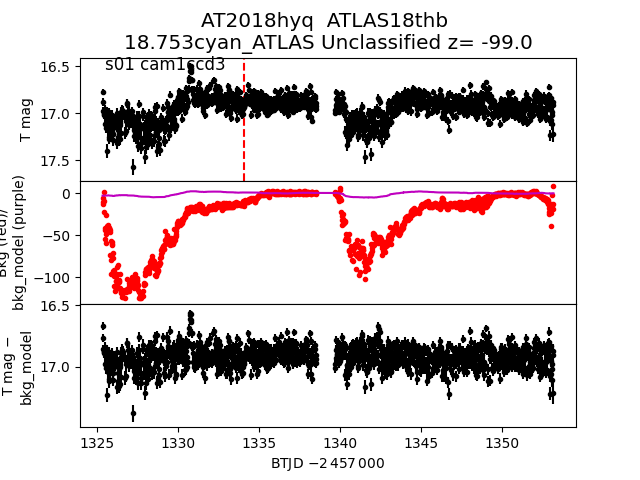 AT2018hyq  ATLAS18thb
18.753cyan_ATLAS Unclassified z= -99.0
s01 cam1ccd3
16.5
17.0
17.5
T mag
0
−50
−100
Bkg (red)/
bkg_model (purple)
16.5
17.0
T mag −
bkg_model
1325
1330
1335
1340
1345
1350
BTJD −2 457 000